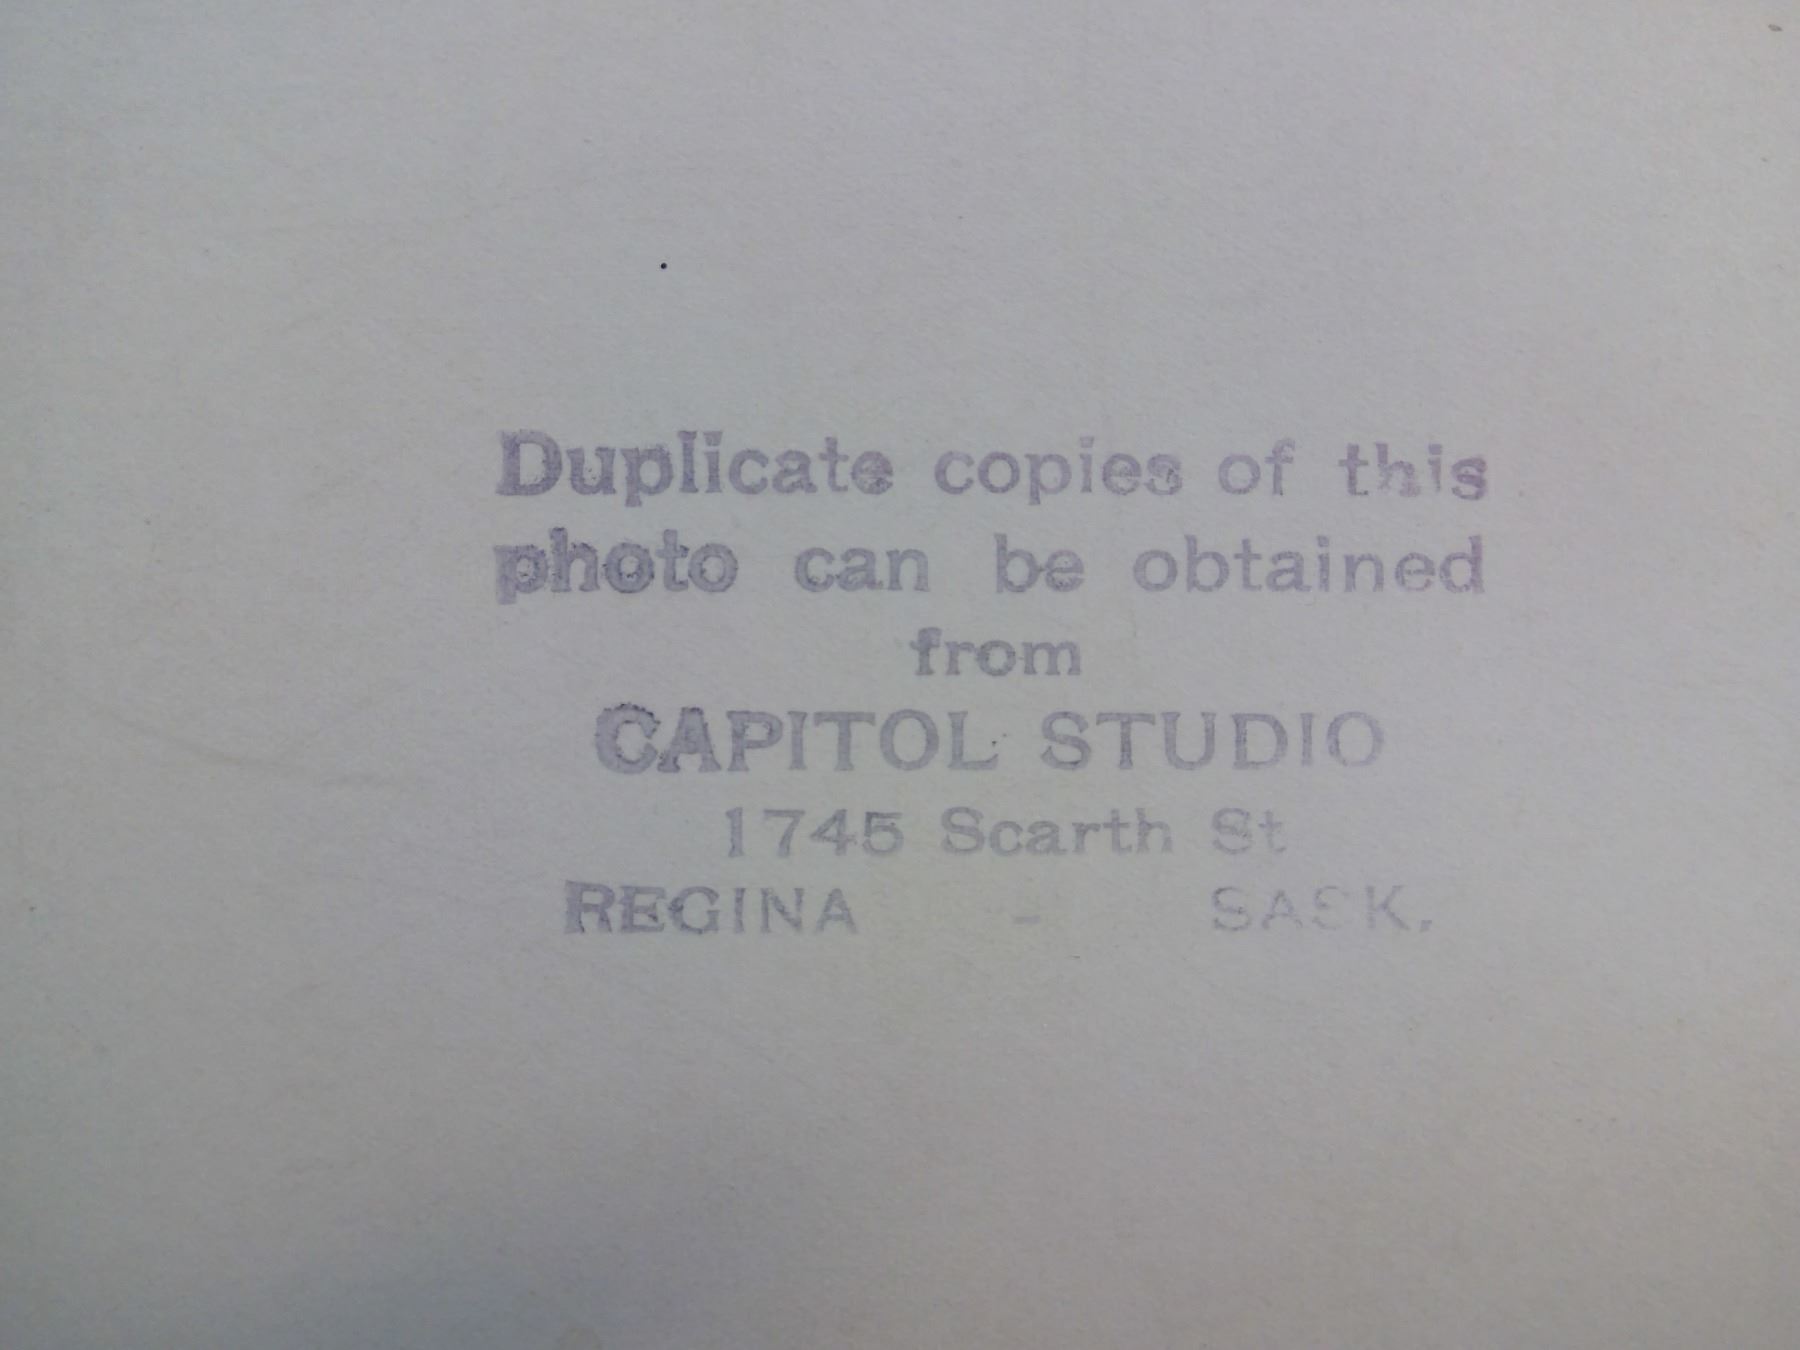 Duplicate copies of this
photo can be obtained
from
CAPITOL STUDIO
1745 Scarth St
REGINA - SASK.